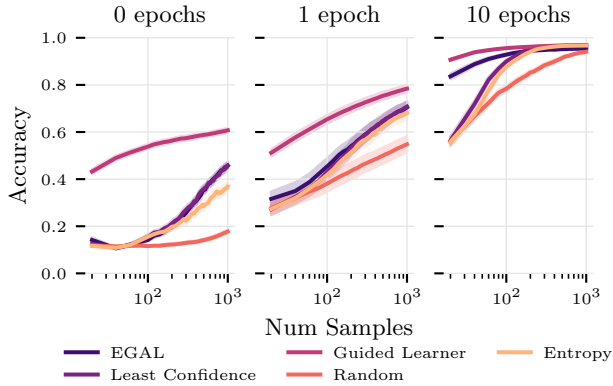 0 epochs
1 epoch
10 epochs
Accuracy
1.0
0.8
0.6
0.4
0.2
0.0
10²
10³
10²
10³
10²
10³
Num Samples
EGAL
Guided Learner
Entropy
Least Confidence
Random